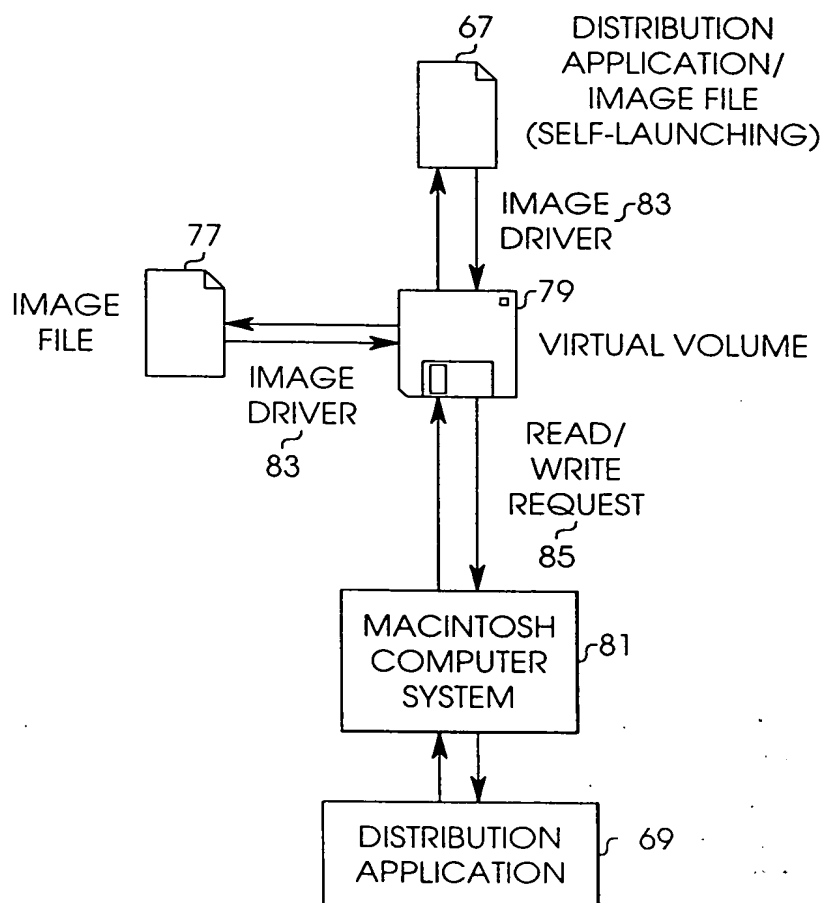 67
DISTRIBUTION
APPLICATION/
IMAGE FILE
(SELF-LAUNCHING)
IMAGE 83
DRIVER
77
79
IMAGE
FILE
VIRTUAL VOLUME
IMAGE
DRIVER
83
READ/
WRITE
REQUEST
85
MACINTOSH
COMPUTER
SYSTEM
81
DISTRIBUTION
APPLICATION
69